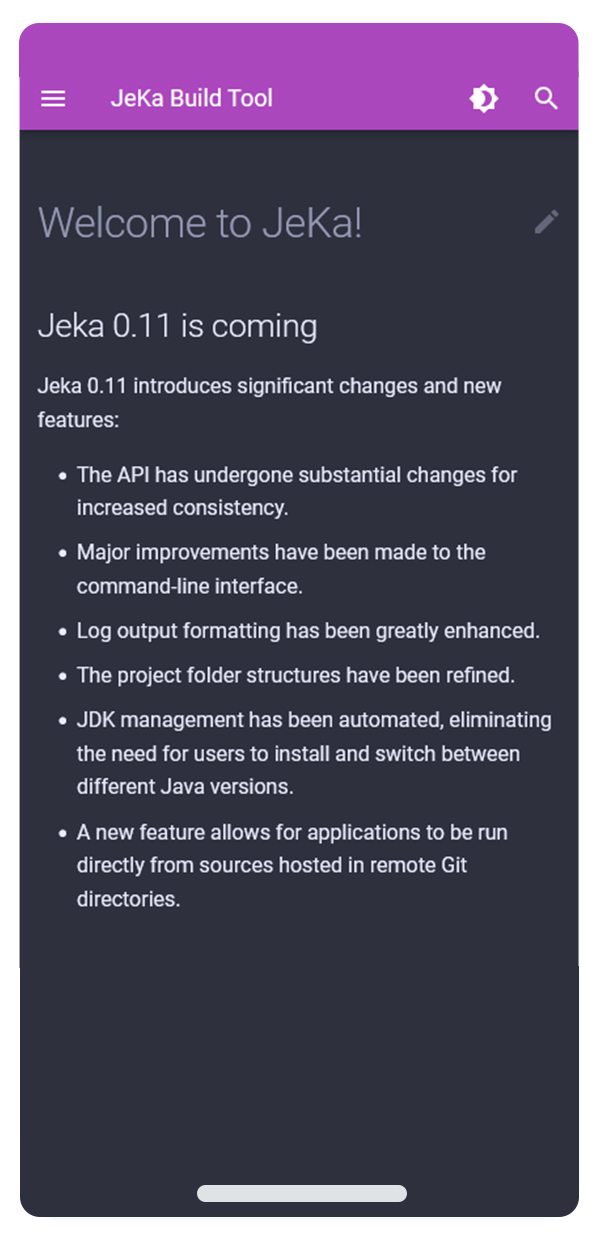 JeKa Build Tool
Welcome to JeKa!
Jeka 0.11 is coming
Jeka 0.11 introduces significant changes and new
features:
• The API has undergone substantial changes for
increased consistency.
• Major improvements have been made to the
command-line interface.
• Log output formatting has been greatly enhanced.
• The project folder structures have been refined.
• JDK management has been automated, eliminating
the need for users to install and switch between
different Java versions.
• A new feature allows for applications to be run
directly from sources hosted in remote Git
directories.